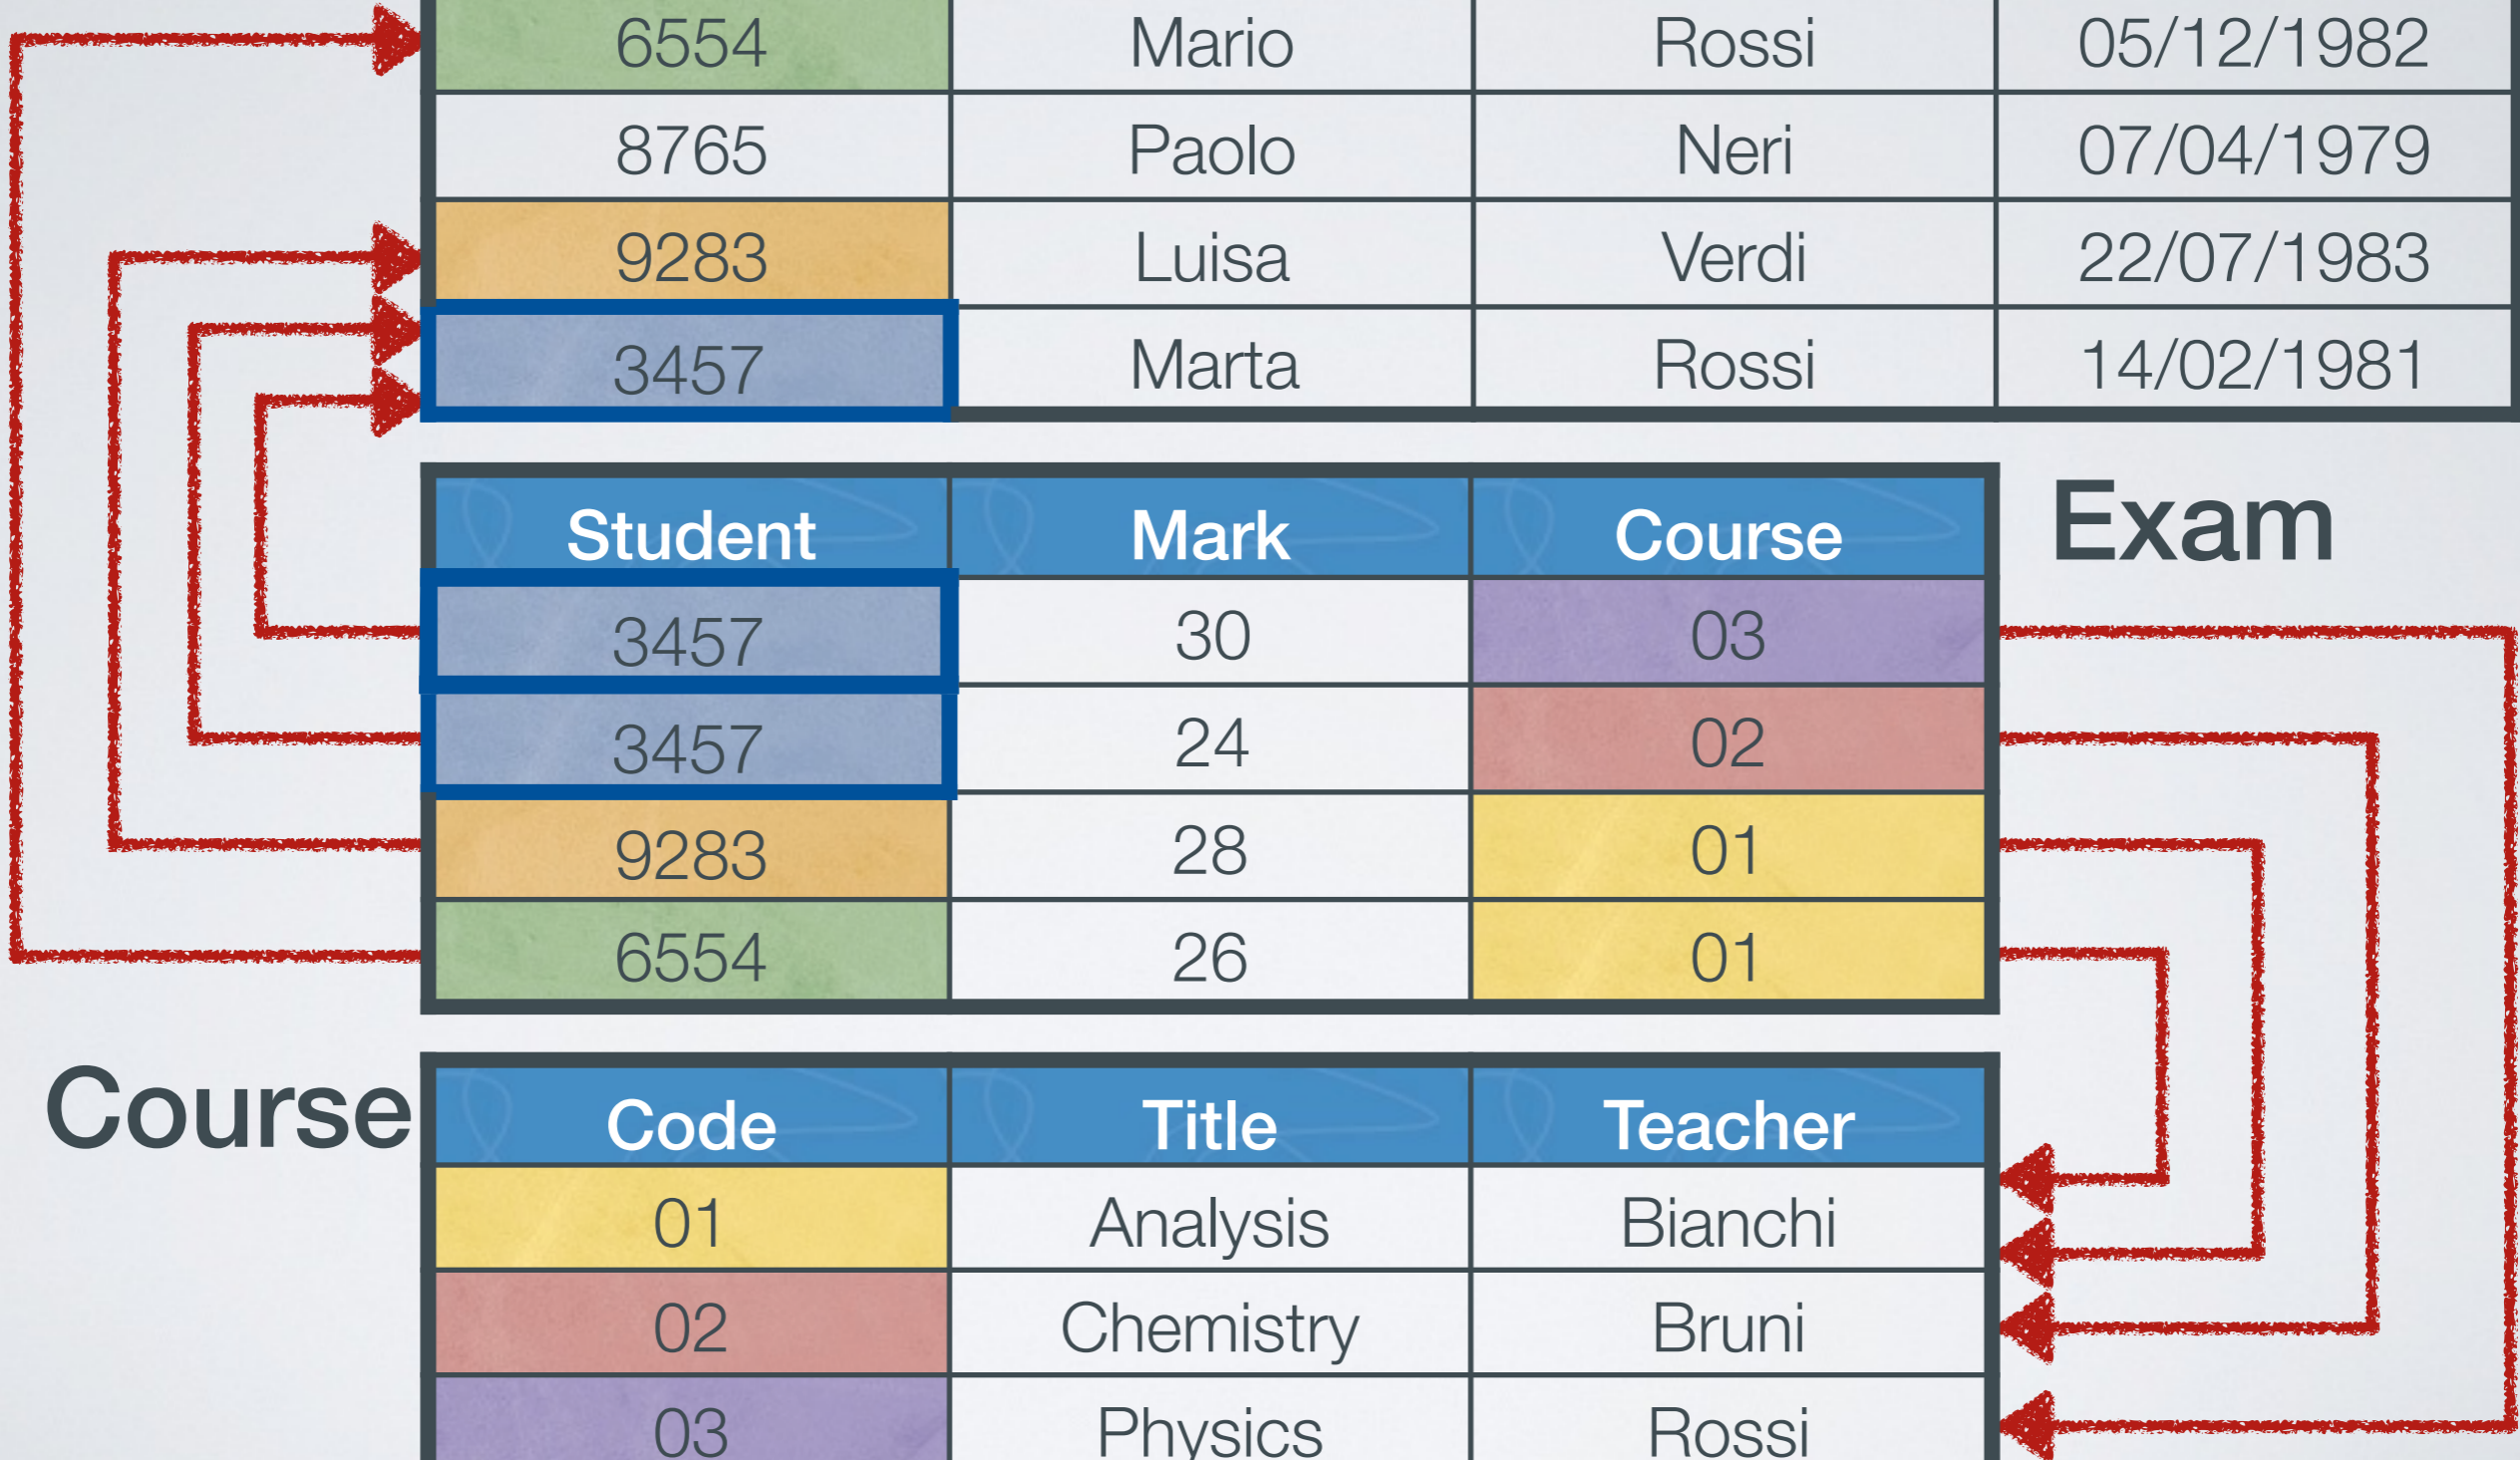 6554 Mario Rossi 05/12/1982
8765 Paolo Neri 07/04/1979
9283 Luisa Verdi 22/07/1983
3457 Marta Rossi 14/02/1981
Student Mark Course Exam
3457 30 03
3457 24 02
9283 28 01
6554 26 01
Course Code Title Teacher
01 Analysis Bianchi
02 Chemistry Bruni
03 Physics Rossi